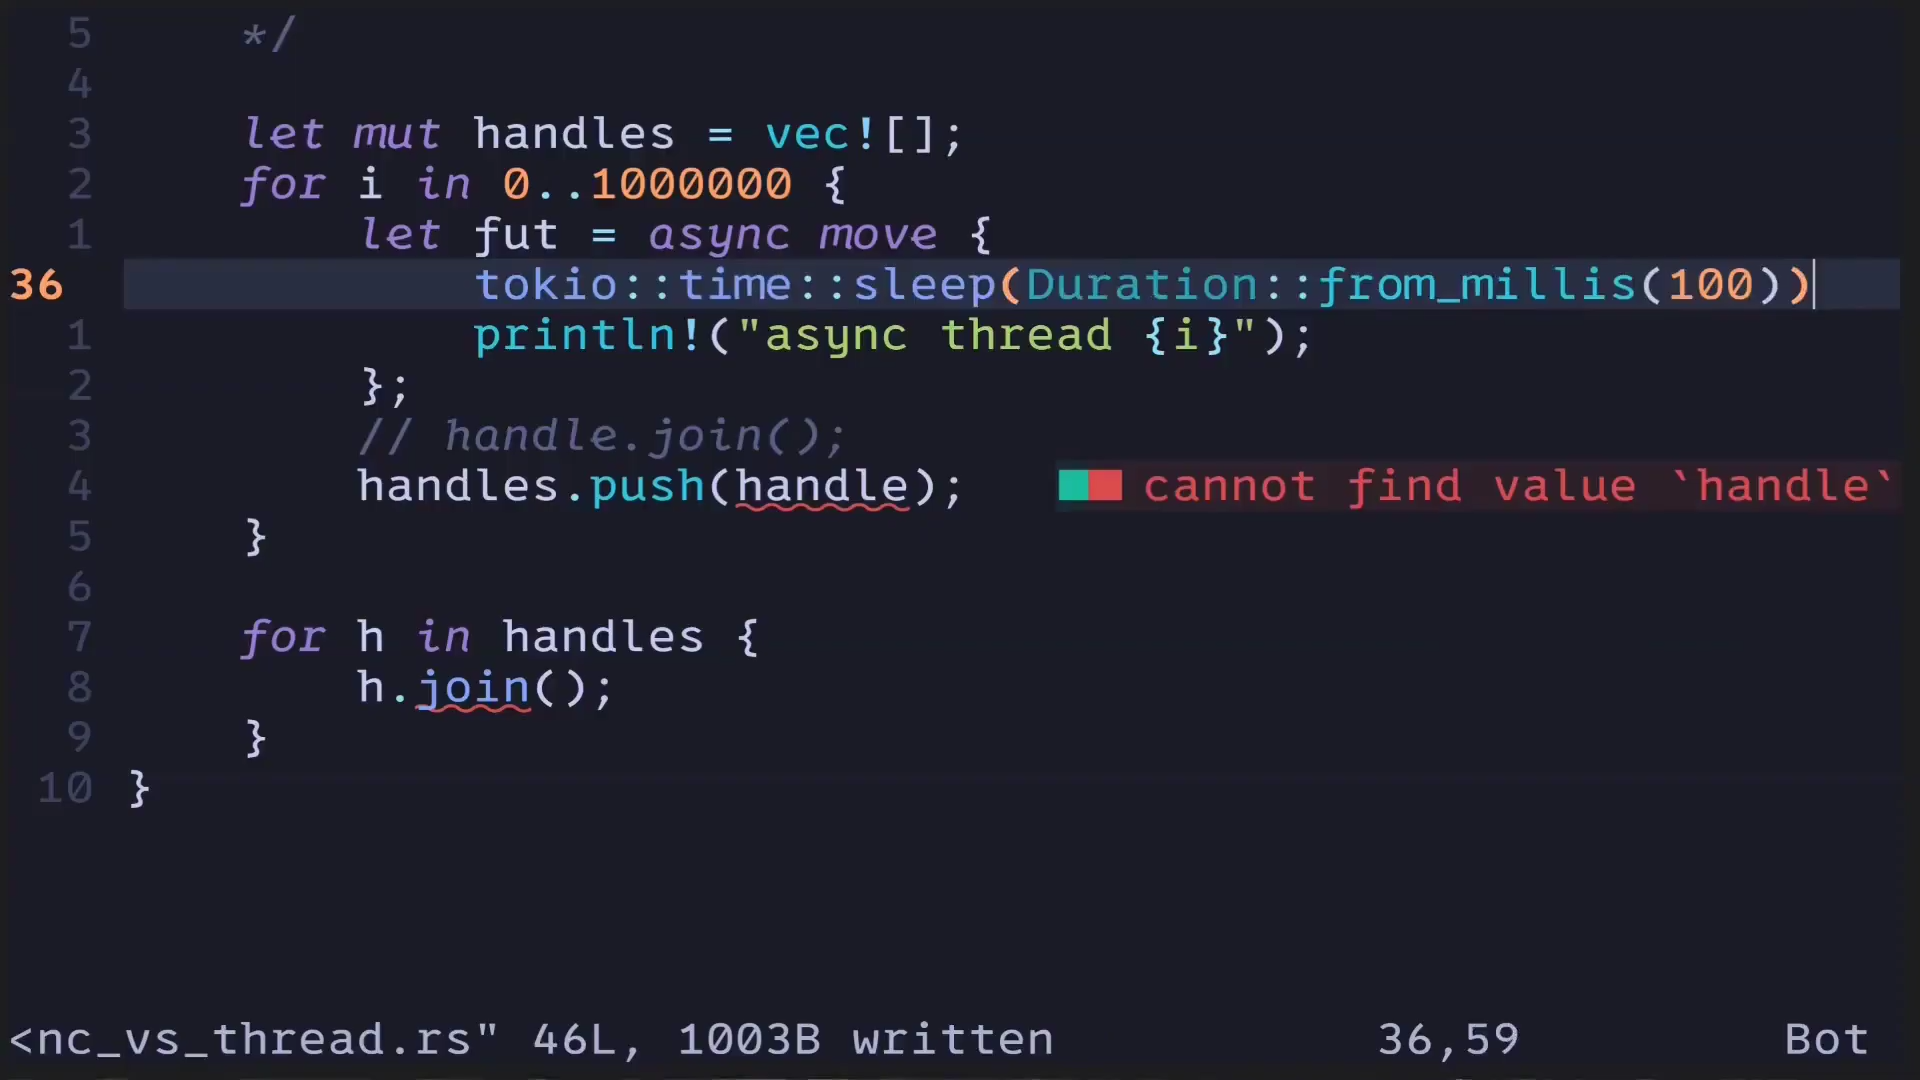 5 */
4
3 let mut handles = vec![];
2 for i in 0..1000000 {
1 let fut = async move {
36 tokio::time::sleep(Duration::from_millis(100))
1 println!("async thread {i}");
2 };
3 // handle.join();
4 handles.push(handle); cannot find value `handle`
5 }
6
7 for h in handles {
8 h.join();
9 }
10 }
<nc_vs_thread.rs" 46L, 1003B written 36,59 Bot